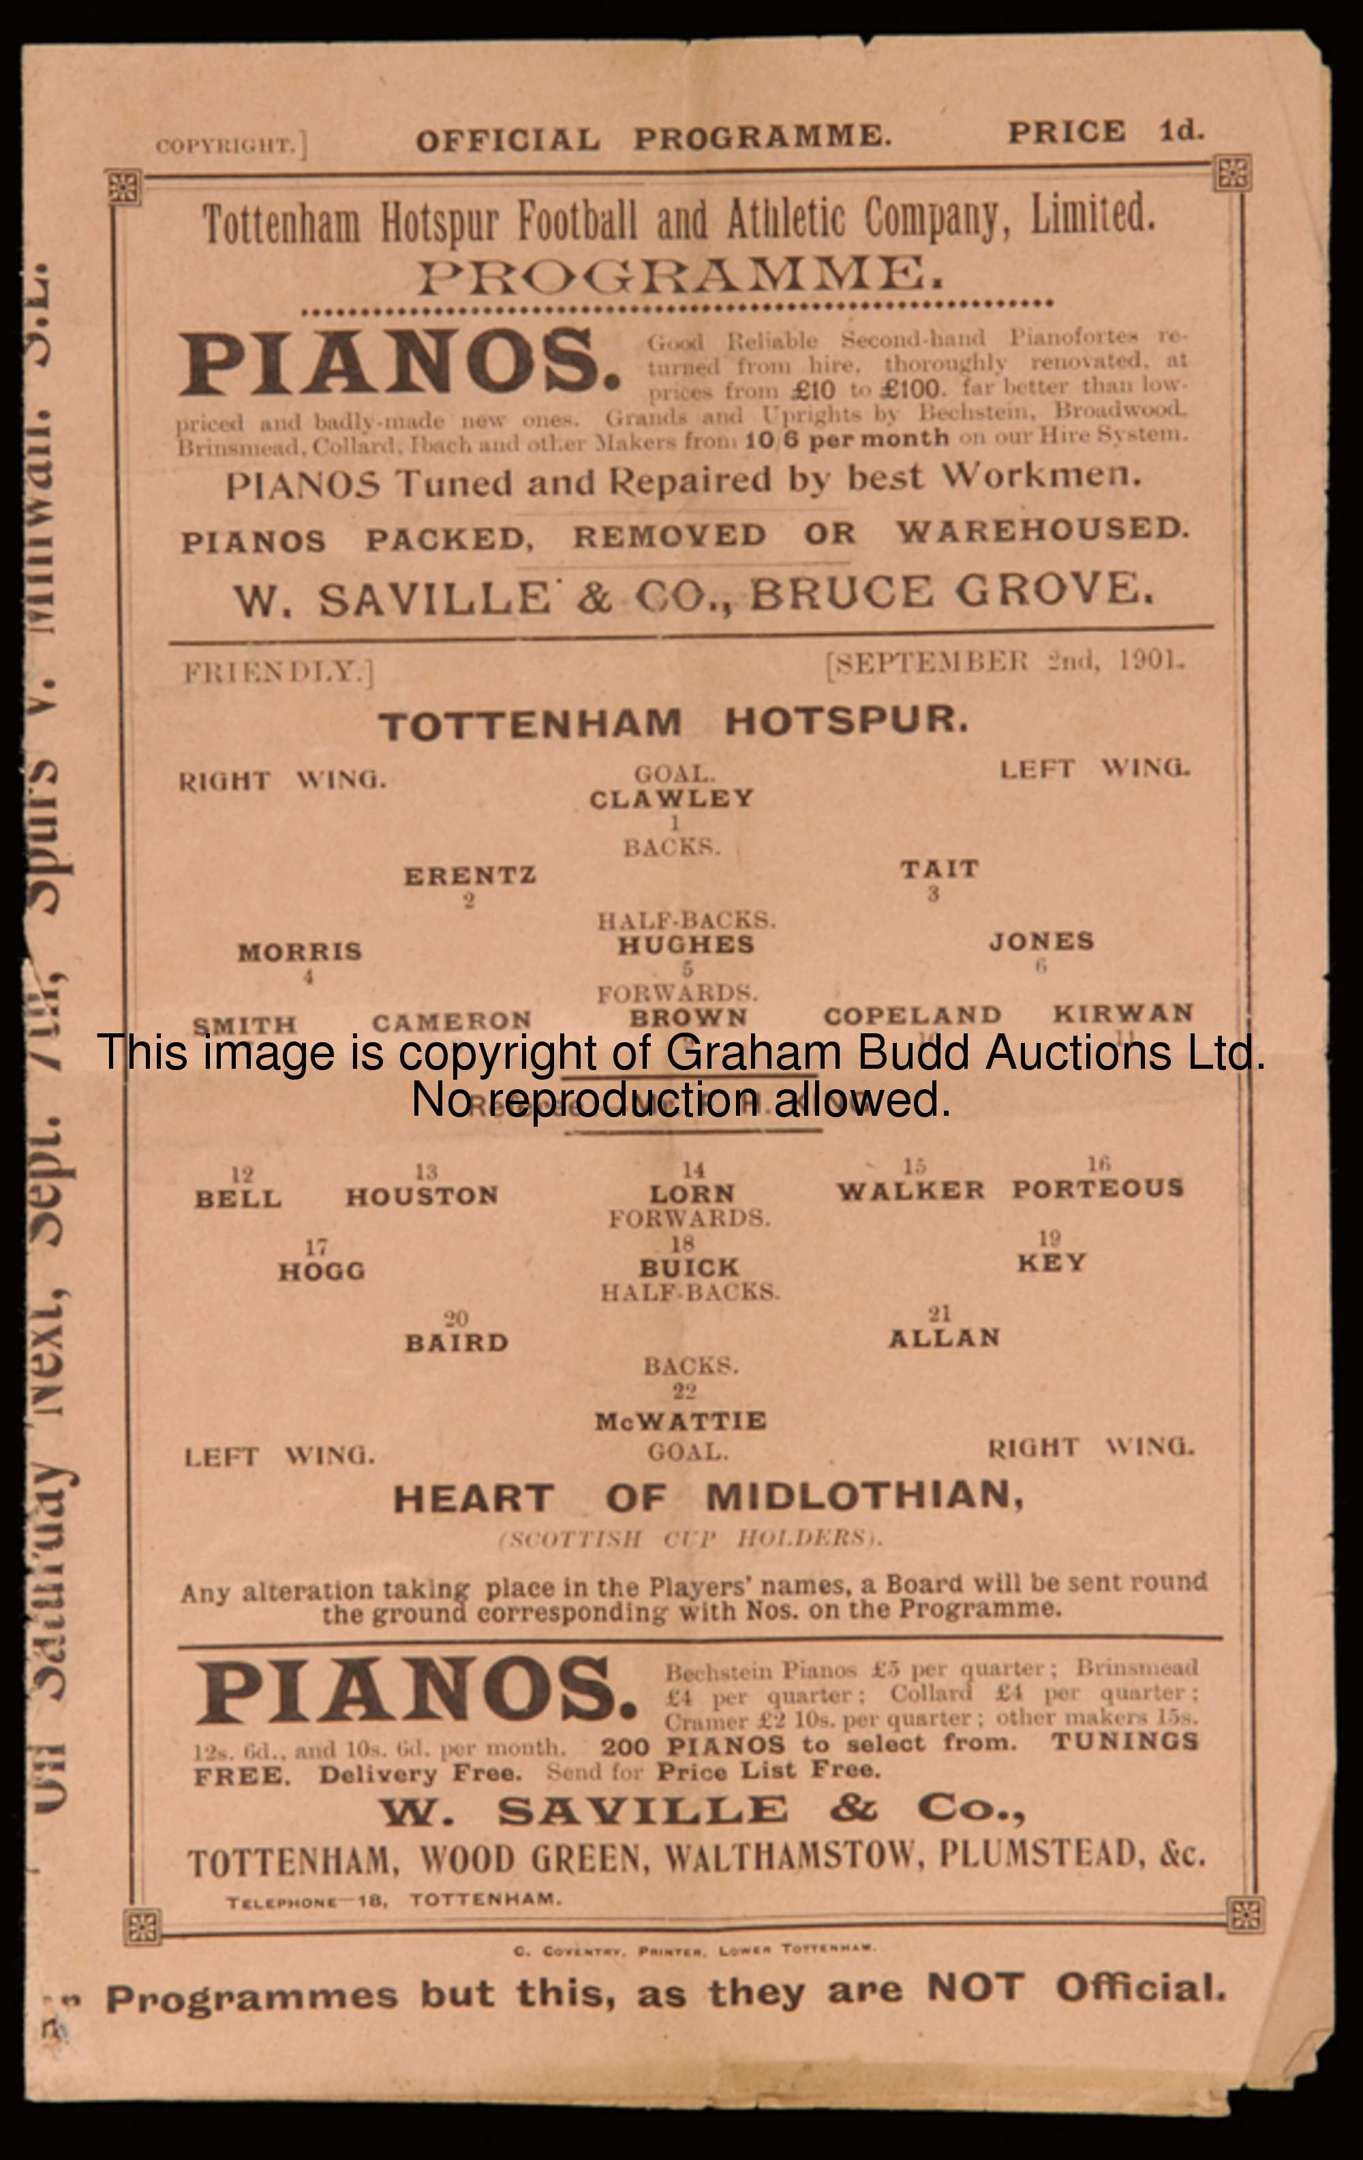 COPYRIGHT.] OFFICIAL PROGRAMME. PRICE 1d.
Tottenham Hotspur Football and Athletic Company, Limited.
PROGRAMME.
PIANOS. Good Reliable Second-hand Pianofortes re-
turned from hire, thoroughly renovated, at
prices from £10 to £100. far better than low-
priced and badly-made new ones. Grands and Uprights by Bechstein, Broadwood,
Brinsmead, Collard, Ibach and other Makers from 10/6 per month on our Hire System.
PIANOS Tuned and Repaired by best Workmen.
PIANOS PACKED, REMOVED OR WAREHOUSED.
W. SAVILLE & CO., BRUCE GROVE.
FRIENDLY.] [SEPTEMBER 2nd, 1901.
TOTTENHAM HOTSPUR.
RIGHT WING. GOAL. LEFT WING.
CLAWLEY
1
BACKS.
ERENTZ TAIT
2 3
HALF-BACKS.
MORRIS HUGHES JONES
4 5 6
FORWARDS.
SMITH CAMERON BROWN COPELAND KIRWAN
10 11
This image is copyright of Graham Budd Auctions Ltd.
No reproduction allowed.
12 13 14 15 16
BELL HOUSTON LORN WALKER PORTEOUS
FORWARDS.
17 18 19
HOGG BUICK KEY
HALF-BACKS.
20 21
BAIRD ALLAN
BACKS.
22
McWATTIE
LEFT WING. GOAL. RIGHT WING.
HEART OF MIDLOTHIAN,
(SCOTTISH CUP HOLDERS).
Any alteration taking place in the Players' names, a Board will be sent round
the ground corresponding with Nos. on the Programme.
PIANOS. Bechstein Pianos £5 per quarter; Brinsmead
£4 per quarter; Collard £4 per quarter;
Cramer £2 10s. per quarter; other makers 15s.
12s. 6d., and 10s. 6d. per month. 200 PIANOS to select from. TUNINGS
FREE. Delivery Free. Send for Price List Free.
W. SAVILLE & Co.,
TOTTENHAM, WOOD GREEN, WALTHAMSTOW, PLUMSTEAD, &c.
TELEPHONE—18, TOTTENHAM.
C. COVENTRY, PRINTER, LOWER TOTTENHAM.
Programmes but this, as they are NOT Official.
On Saturday Next, Sept. 7th, Spurs v. Millwall. S.L.